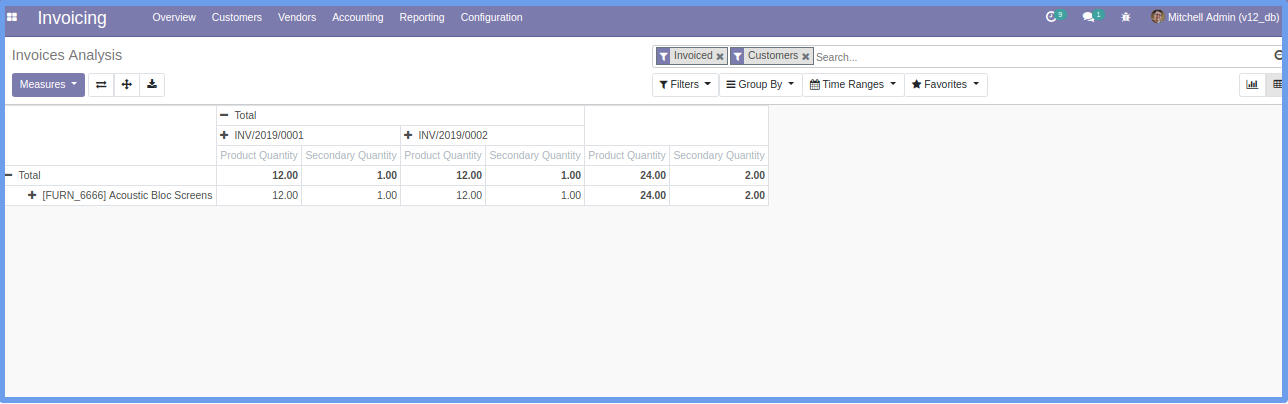 Invoicing Overview Customers Vendors Accounting Reporting Configuration 9 1 Mitchell Admin (v12_db)
Invoices Analysis Invoiced Customers Search...
Measures Filters Group By Time Ranges Favorites
Total
INV/2019/0001 INV/2019/0002
Product Quantity Secondary Quantity Product Quantity Secondary Quantity Product Quantity Secondary Quantity
Total 12.00 1.00 12.00 1.00 24.00 2.00
[FURN_6666] Acoustic Bloc Screens 12.00 1.00 12.00 1.00 24.00 2.00